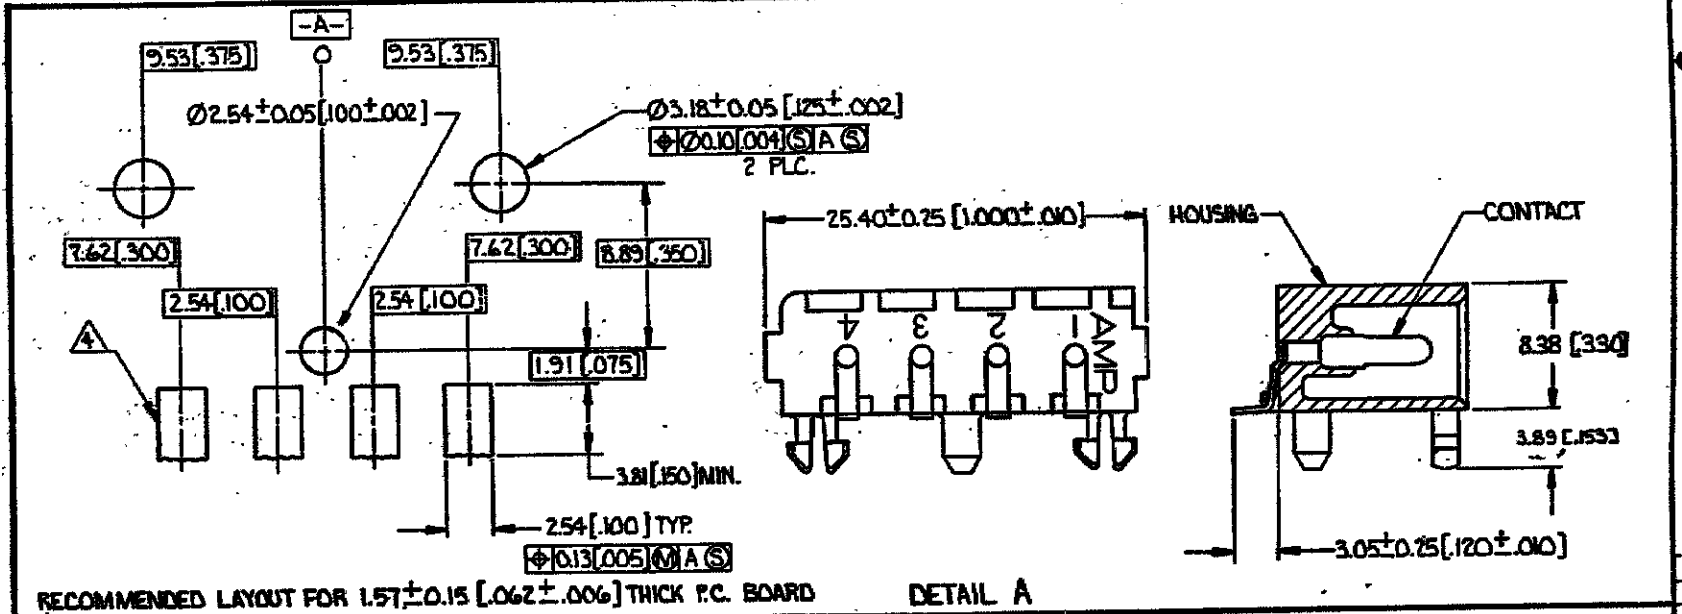 -A-
9.53[.375]
9.53[.375]
Ø2.54±0.05[.100±.002]
Ø3.18±0.05[.125±.002]
⌖ Ø0.10[.004]Ⓢ A Ⓢ
2 PLC.
7.62[.300]
7.62[.300]
8.89[.350]
2.54[.100]
2.54[.100]
4
1.91[.075]
3.81[.150]MIN.
2.54[.100]TYP.
⌖ 0.13[.005]Ⓜ A Ⓢ
RECOMMENDED LAYOUT FOR 1.57±0.15[.062±.006]THICK P.C. BOARD
25.40±0.25[1.000±.010]
4 3 2 1 AMP
HOUSING
CONTACT
8.38[.330]
3.89[.153]
3.05±0.25[.120±.010]
DETAIL A